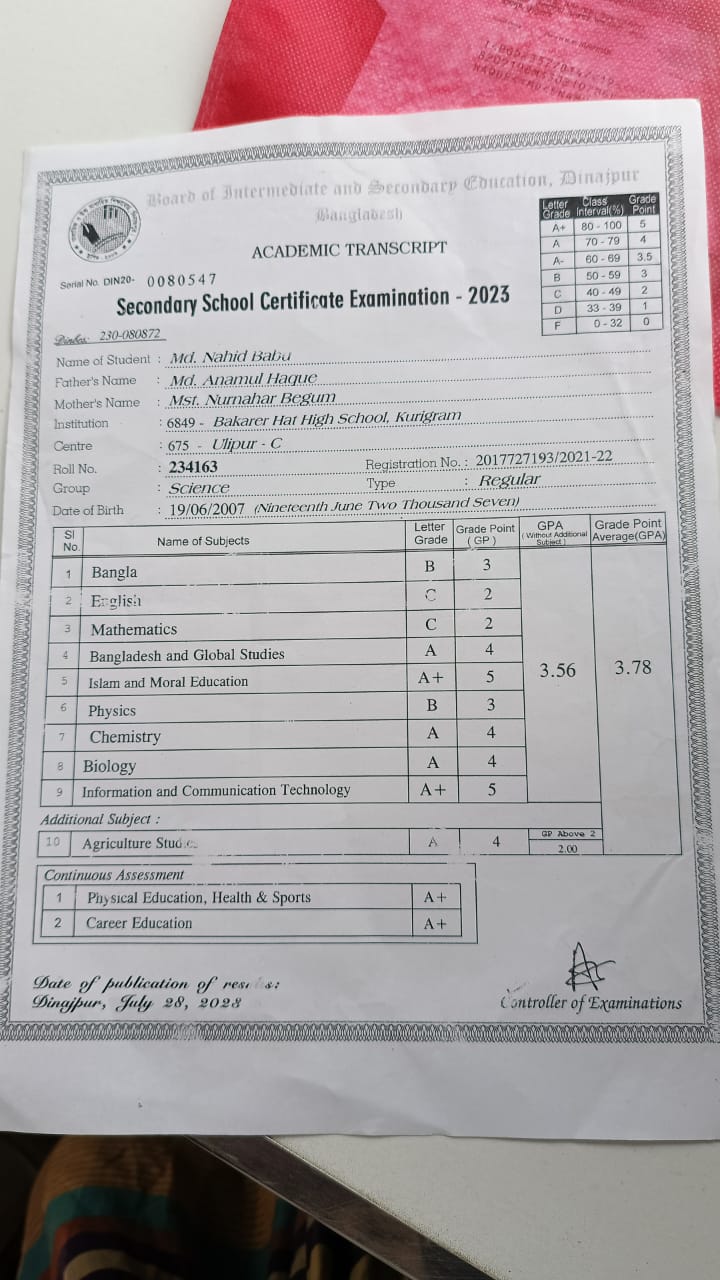 Board of Intermediate and Secondary Education, Dinajpur
Bangladesh
ACADEMIC TRANSCRIPT
Letter Grade Class Interval(%) Grade Point
A+ 80 - 100 5
A 70 - 79 4
A- 60 - 69 3.5
B 50 - 59 3
C 40 - 49 2
D 33 - 39 1
F 0 - 32 0
Serial No. DIN20- 0080547
Secondary School Certificate Examination - 2023
230-080872
Name of Student : Md. Nahid Babu
Father's Name : Md. Anamul Haque
Mother's Name : Mst. Nurnahar Begum
Institution : 6849 - Bakarer Hat High School, Kurigram
Centre : 675 - Ulipur - C
Roll No. : 234163 Registration No. : 2017727193/2021-22
Group : Science Type : Regular
Date of Birth : 19/06/2007 (Nineteenth June Two Thousand Seven)
Sl No. Name of Subjects Letter Grade Grade Point (GP) GPA (Without Additional Subject) Grade Point Average(GPA)
1 Bangla B 3
2 English C 2
3 Mathematics C 2
4 Bangladesh and Global Studies A 4
5 Islam and Moral Education A+ 5 3.56 3.78
6 Physics B 3
7 Chemistry A 4
8 Biology A 4
9 Information and Communication Technology A+ 5
Additional Subject :
10 Agriculture Studies A 4 GP Above 2
2.00
Continuous Assessment
1 Physical Education, Health & Sports A+
2 Career Education A+
Date of publication of results:
Dinajpur, July 28, 2023
Controller of Examinations